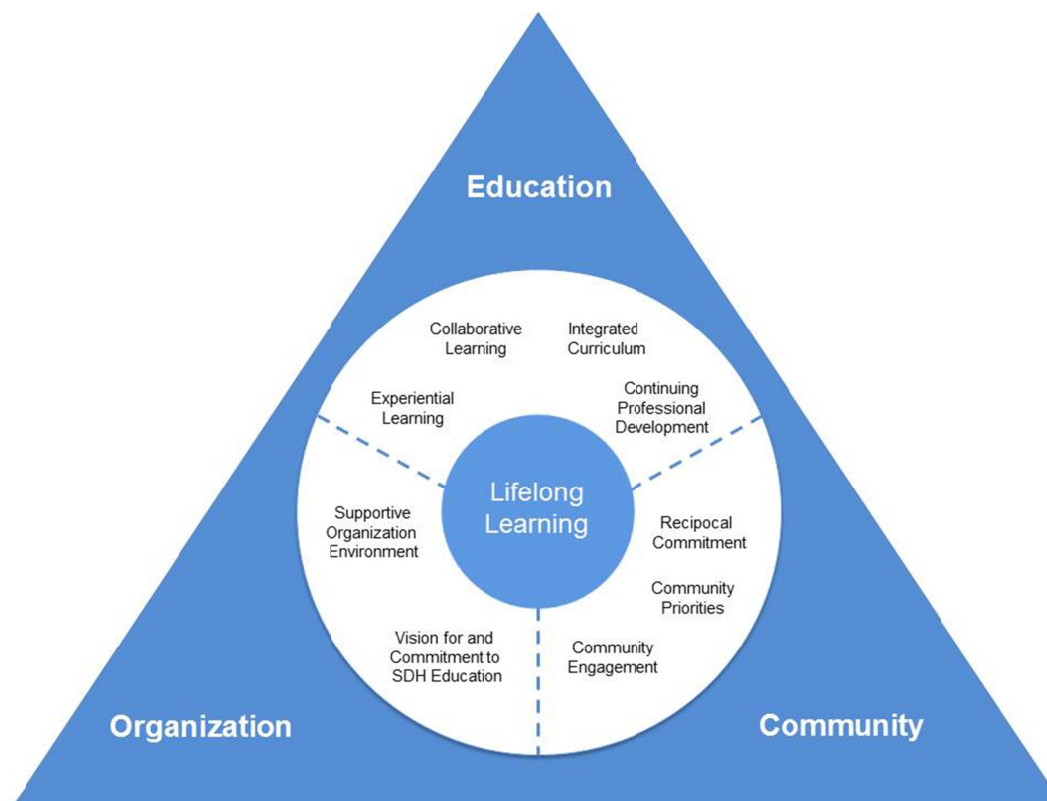 Education
Collaborative
Learning
Integrated
Curriculum
Experiential
Learning
Continuing
Professional
Development
Lifelong
Learning
Supportive
Organization
Environment
Reciprocal
Commitment
Community
Priorities
Vision for and
Commitment to
SDH Education
Community
Engagement
Organization
Community